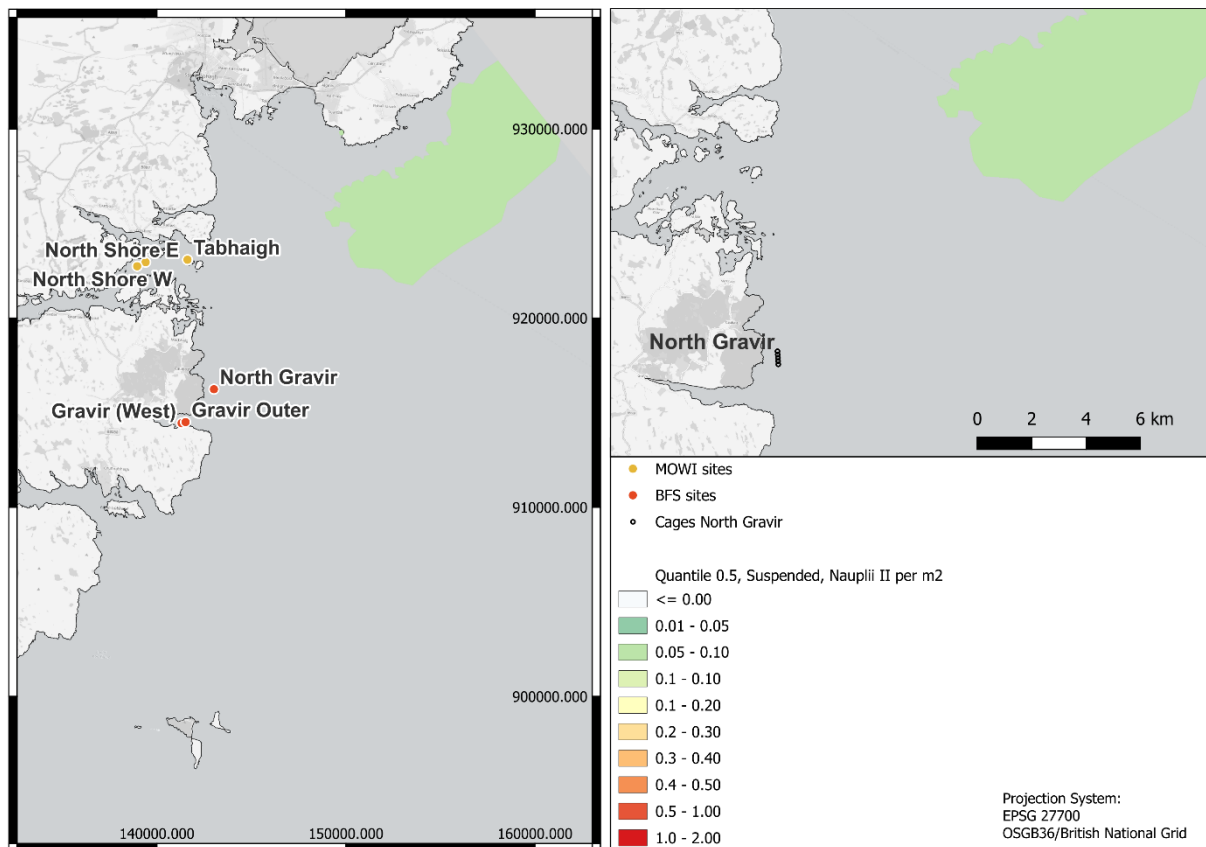 930000.000
North Shore E
Tabhaigh
North Shore W
920000.000
North Gravir
Gravir (West)
Gravir Outer
910000.000
900000.000
140000.000
150000.000
160000.000
North Gravir
0 2 4 6 km
MOWI sites
BFS sites
Cages North Gravir
Quantile 0.5, Suspended, Nauplii II per m2
<= 0.00
0.01 - 0.05
0.05 - 0.10
0.1 - 0.10
0.1 - 0.20
0.2 - 0.30
0.3 - 0.40
0.4 - 0.50
0.5 - 1.00
1.0 - 2.00
Projection System:
EPSG 27700
OSGB36/British National Grid